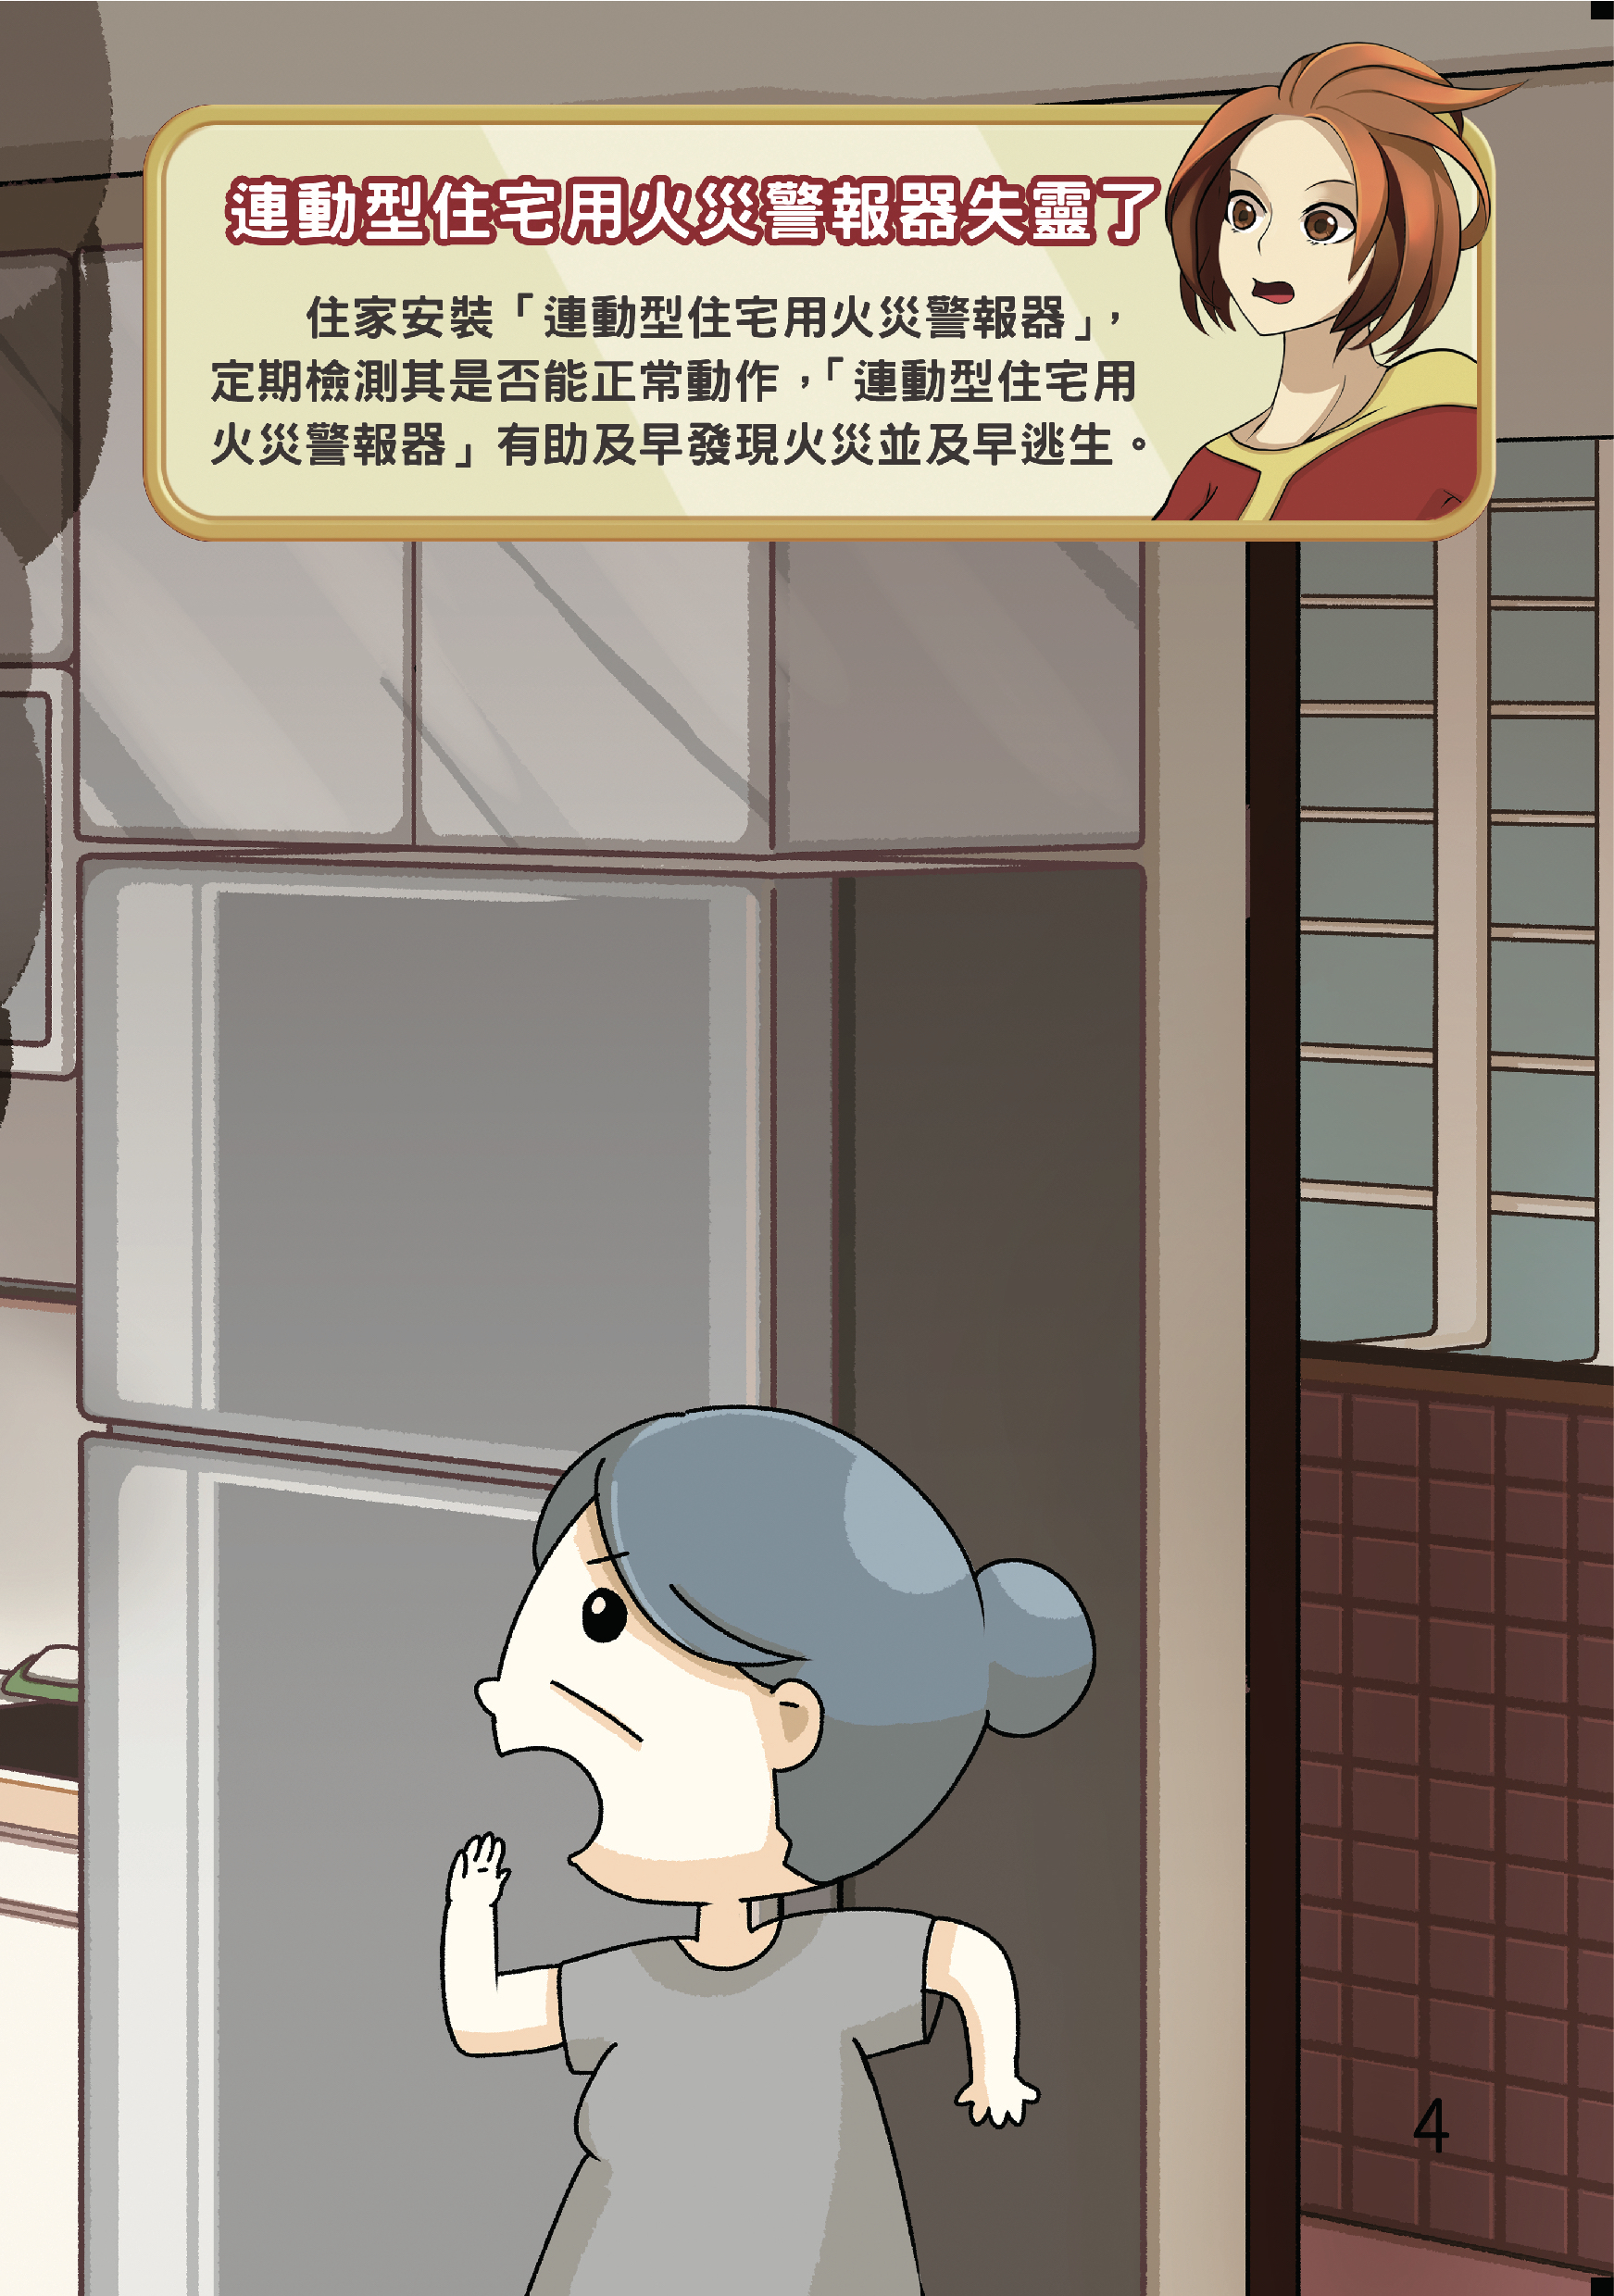 連動型住宅用火災警報器失靈了
住家安裝「連動型住宅用火災警報器」,
定期檢測其是否能正常動作,「連動型住宅用
火災警報器」有助及早發現火災並及早逃生。
4